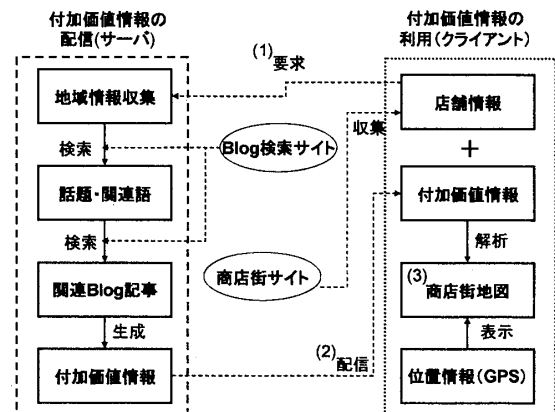 付加価値情報の
配信(サーバ)
付加価値情報の
利用(クライアント)
(1)要求
地域情報収集
店舗情報
収集
検索
Blog検索サイト
+
話題・関連語
付加価値情報
検索
解析
商店街サイト
関連Blog記事
(3)
商店街地図
生成
(2)配信
表示
付加価値情報
位置情報(GPS)